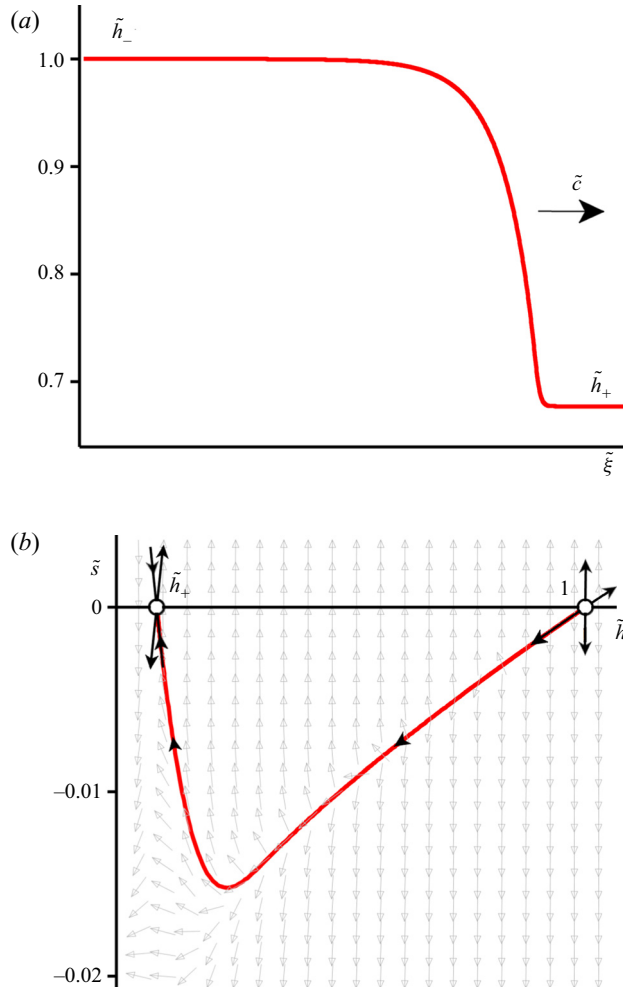 (a)
h̃₋
1.0
0.9
c̃
0.8
0.7
h̃₊
ξ̃
(b)
s̃
h̃₊
1
0
h̃
–0.01
–0.02